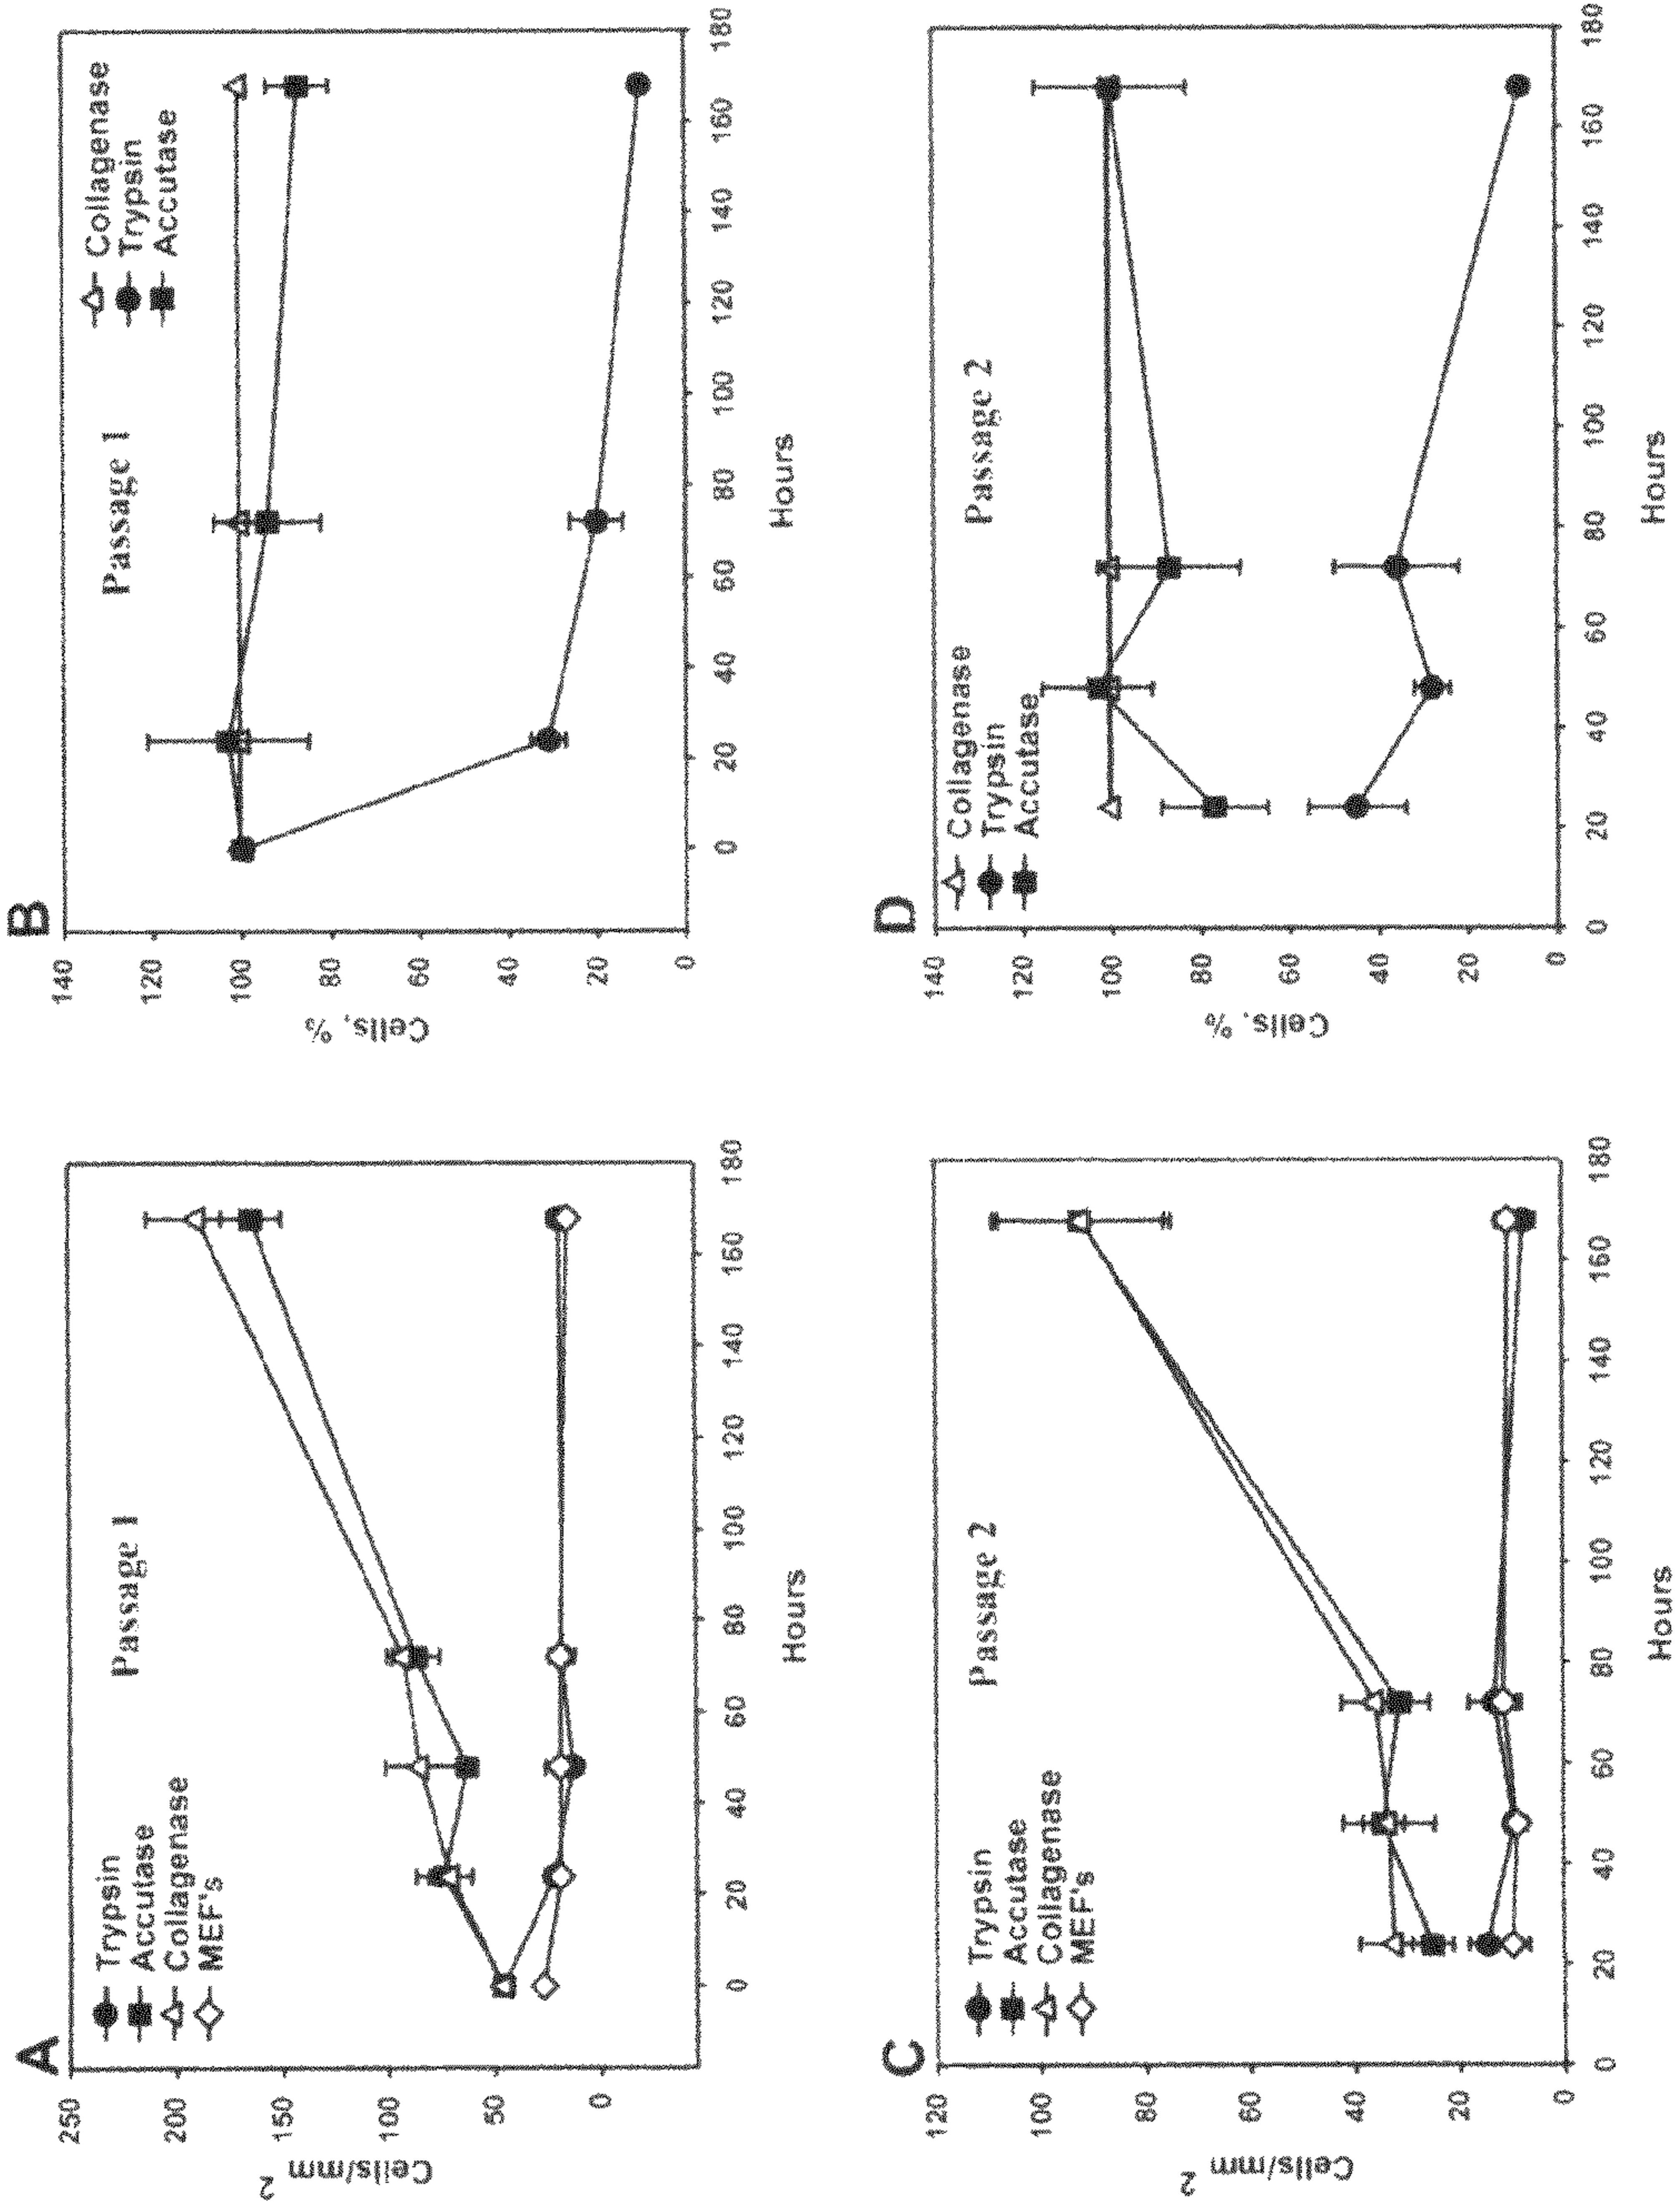 A
Passage 1
Trypsin
Accutase
Collagenase
MEF's
250
200
150
100
50
0
Cells/mm 2
0 20 40 60 80 100 120 140 160 180
Hours
B
Passage 1
Collagenase
Trypsin
Accutase
140
120
100
80
60
40
20
0
Cells, %
0 20 40 60 80 100 120 140 160 180
Hours
C
Passage 2
Trypsin
Accutase
Collagenase
MEF's
120
100
80
60
40
20
0
Cells/mm 2
0 20 40 60 80 100 120 140 160 180
Hours
D
Passage 2
Collagenase
Trypsin
Accutase
140
120
100
80
60
40
20
0
Cells, %
0 20 40 60 80 100 120 140 160 180
Hours